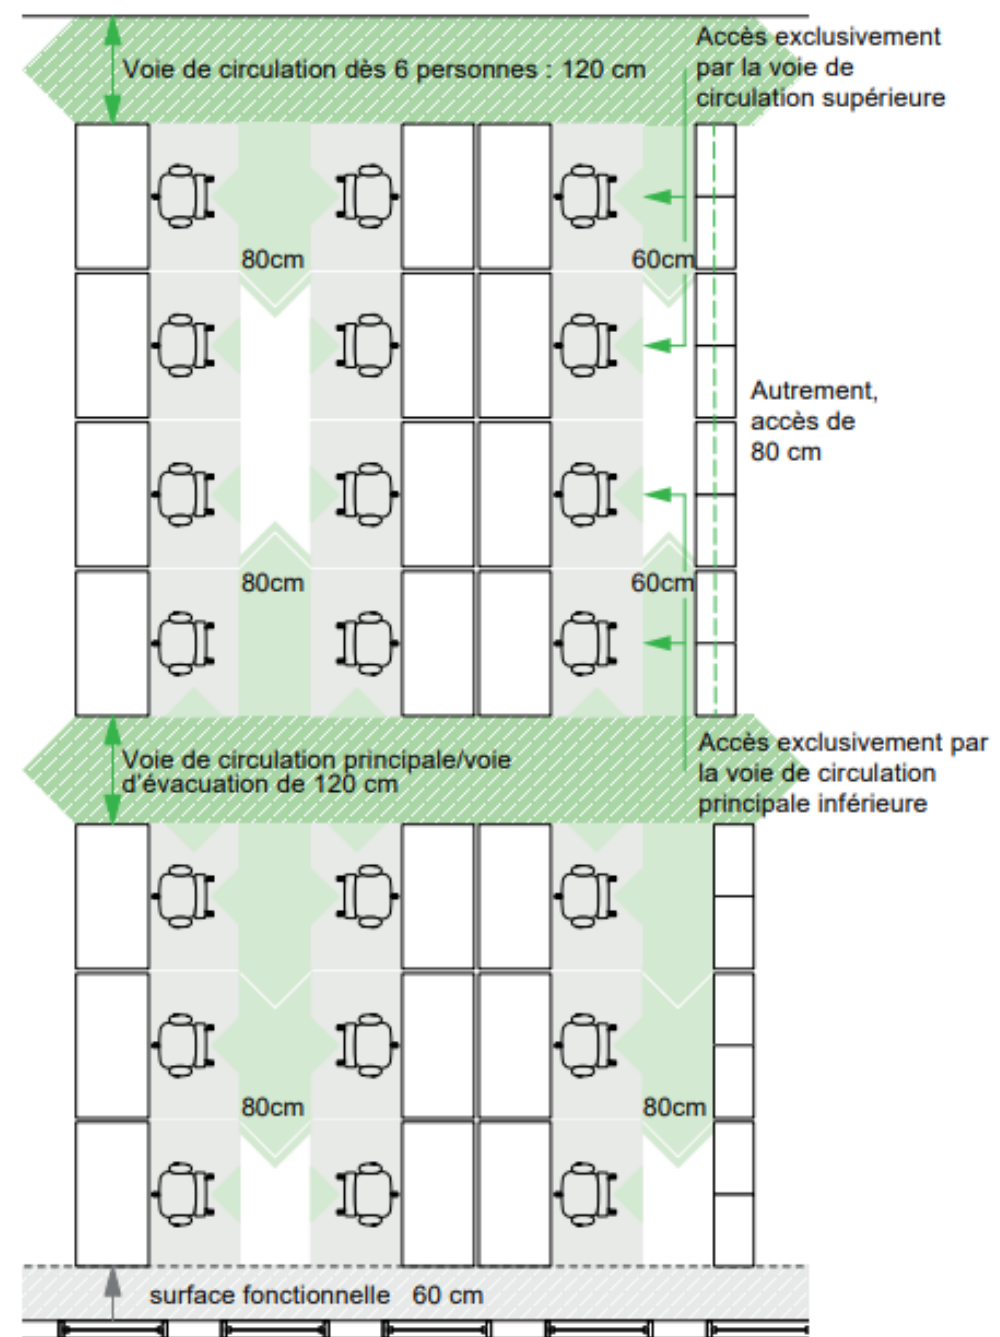 Accès exclusivement
par la voie de
circulation supérieure
Voie de circulation dès 6 personnes : 120 cm
80cm
60cm
Autrement,
accès de
80 cm
80cm
60cm
Voie de circulation principale/voie
d'évacuation de 120 cm
Accès exclusivement par
la voie de circulation
principale inférieure
80cm
80cm
surface fonctionnelle 60 cm